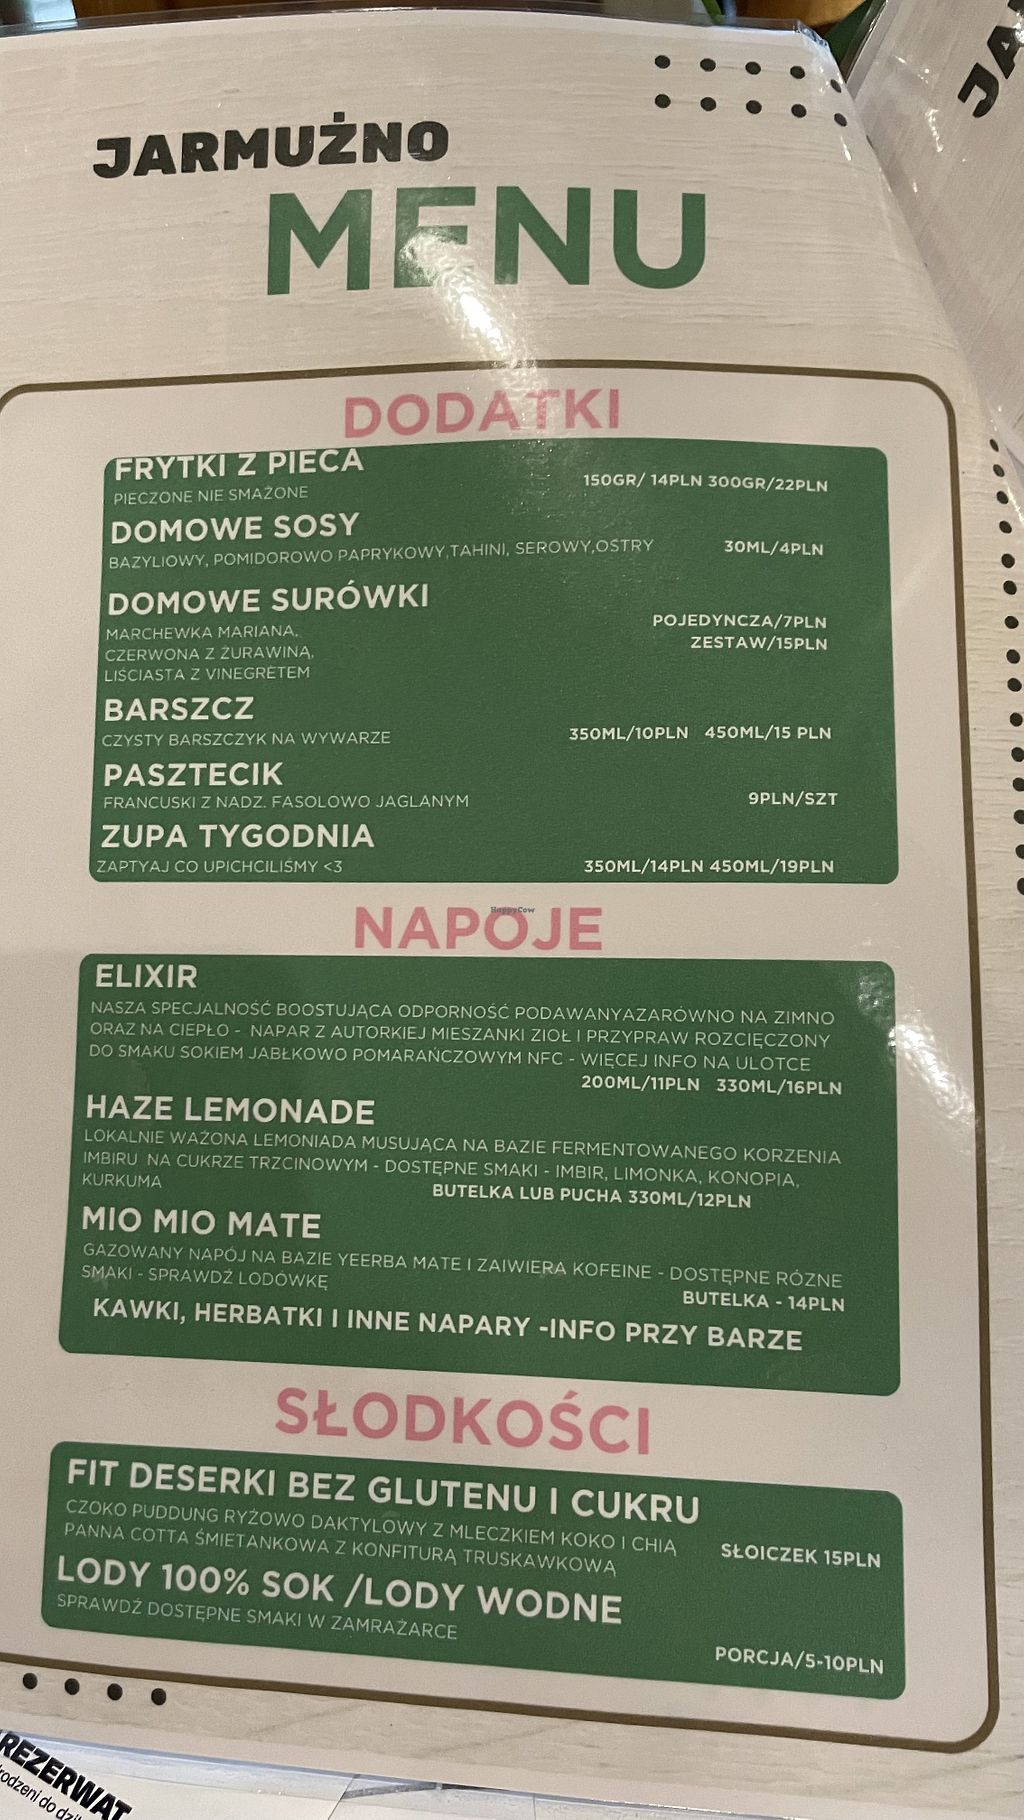 JARMUŻNO
MENU
DODATKI
FRYTKI Z PIECA
PIECZONE NIE SMAŻONE
150GR/ 14PLN 300GR/22PLN
DOMOWE SOSY
BAZYLIOWY, POMIDOROWO PAPRYKOWY,TAHINI, SEROWY,OSTRY
30ML/4PLN
DOMOWE SURÓWKI
MARCHEWKA MARIANA,
CZERWONA Z ŻURAWINĄ,
LIŚCIASTA Z VINEGRETEM
POJEDYNCZA/7PLN
ZESTAW/15PLN
BARSZCZ
CZYSTY BARSZCZYK NA WYWARZE
350ML/10PLN 450ML/15 PLN
PASZTECIK
FRANCUSKI Z NADZ. FASOLOWO JAGLANYM
9PLN/SZT
ZUPA TYGODNIA
ZAPTYAJ CO UPICHCILIŚMY <3
350ML/14PLN 450ML/19PLN
HappyCow
NAPOJE
ELIXIR
NASZA SPECJALNOŚĆ BOOSTUJĄCA ODPORNOŚĆ PODAWANYAZARÓWNO NA ZIMNO
ORAZ NA CIEPŁO - NAPAR Z AUTORKIEJ MIESZANKI ZIOŁ I PRZYPRAW ROZCIĘCZONY
DO SMAKU SOKIEM JABŁKOWO POMARAŃCZOWYM NFC - WIĘCEJ INFO NA ULOTCE
200ML/11PLN 330ML/16PLN
HAZE LEMONADE
LOKALNIE WAŻONA LEMONIADA MUSUJĄCA NA BAZIE FERMENTOWANEGO KORZENIA
IMBIRU NA CUKRZE TRZCINOWYM - DOSTĘPNE SMAKI - IMBIR, LIMONKA, KONOPIA,
KURKUMA
BUTELKA LUB PUCHA 330ML/12PLN
MIO MIO MATE
GAZOWANY NAPÓJ NA BAZIE YEERBA MATE I ZAIWIERA KOFEINE - DOSTĘPNE RÓZNE
SMAKI - SPRAWDŹ LODÓWKĘ
BUTELKA - 14PLN
KAWKI, HERBATKI I INNE NAPARY -INFO PRZY BARZE
SŁODKOŚCI
FIT DESERKI BEZ GLUTENU I CUKRU
CZOKO PUDDUNG RYŻOWO DAKTYLOWY Z MLECZKIEM KOKO I CHIĄ
PANNA COTTA ŚMIETANKOWA Z KONFITURĄ TRUSKAWKOWĄ
SŁOICZEK 15PLN
LODY 100% SOK /LODY WODNE
SPRAWDŹ DOSTĘPNE SMAKI W ZAMRAŻARCE
PORCJA/5-10PLN
REZERWAT